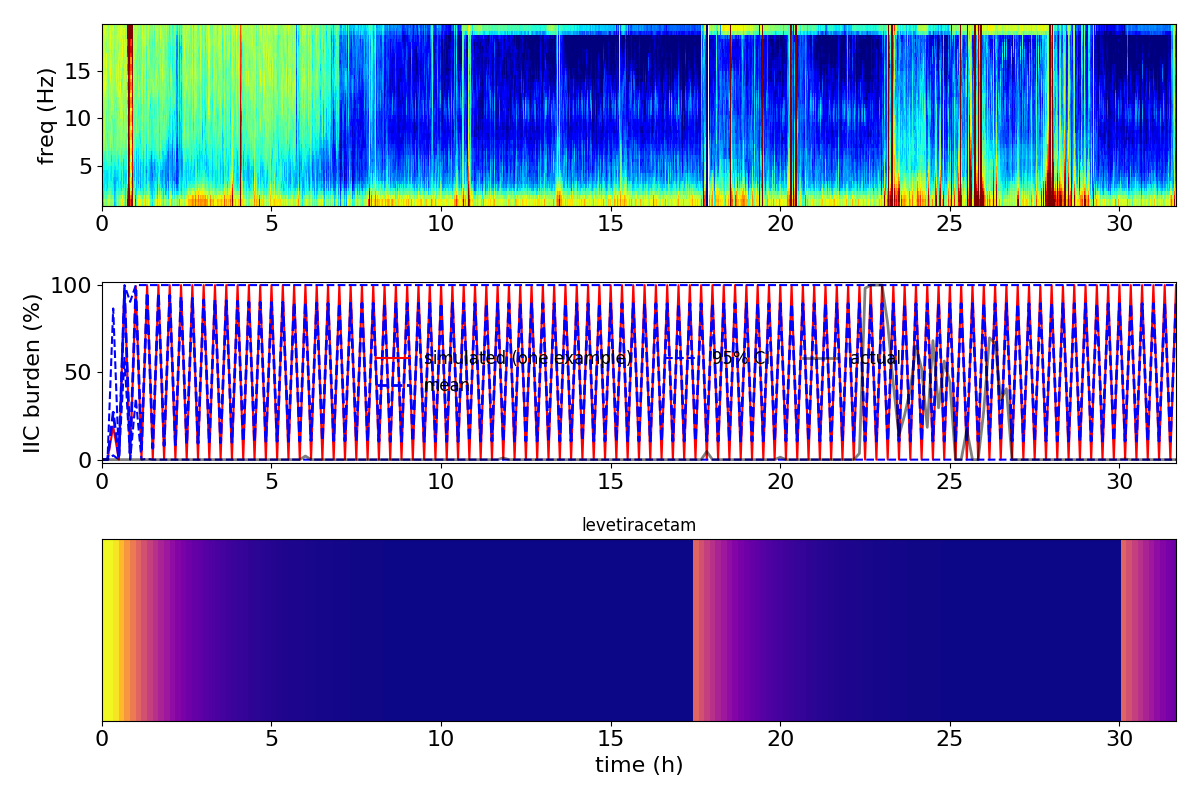 freq (Hz)
15
10
5
0 5 10 15 20 25 30
IIC burden (%)
100
50
0
simulated (one example) 95% CI actual
mean
0 5 10 15 20 25 30
levetiracetam
0 5 10 15 20 25 30
time (h)